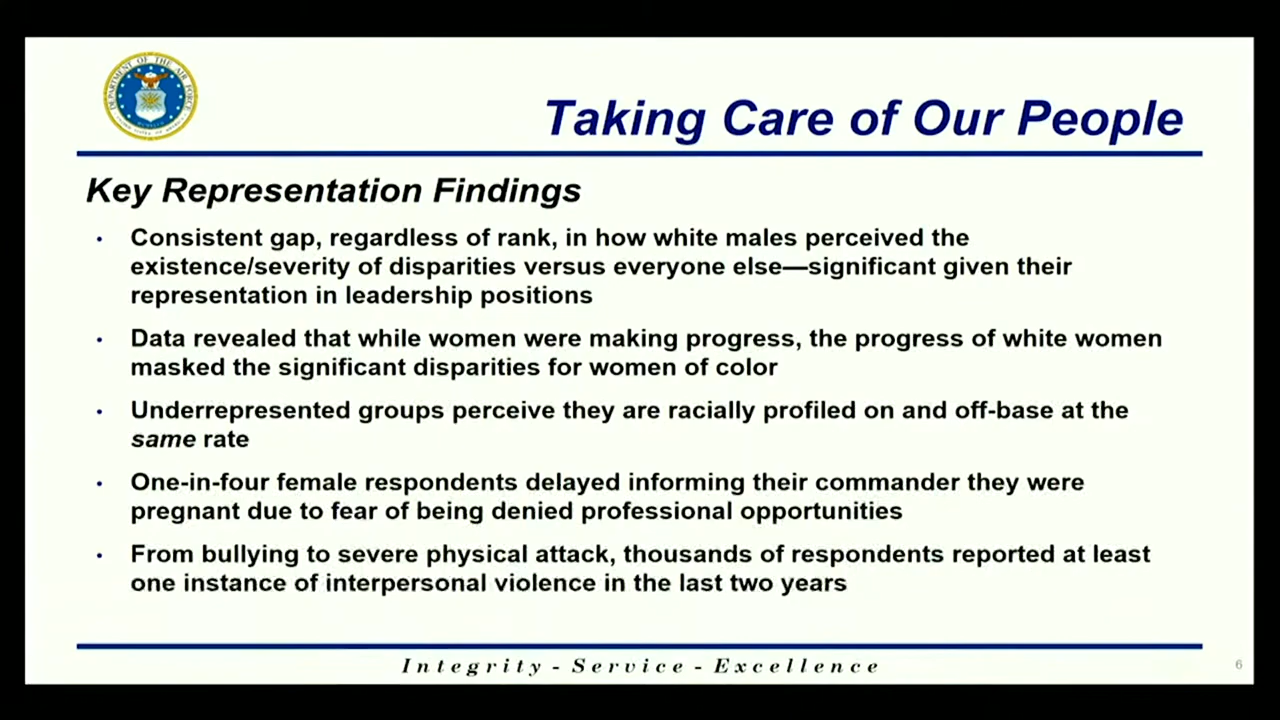 DEPARTMENT OF THE AIR FORCE
Taking Care of Our People
Key Representation Findings
• Consistent gap, regardless of rank, in how white males perceived the
existence/severity of disparities versus everyone else—significant given their
representation in leadership positions
• Data revealed that while women were making progress, the progress of white women
masked the significant disparities for women of color
• Underrepresented groups perceive they are racially profiled on and off-base at the
same rate
• One-in-four female respondents delayed informing their commander they were
pregnant due to fear of being denied professional opportunities
• From bullying to severe physical attack, thousands of respondents reported at least
one instance of interpersonal violence in the last two years
Integrity - Service - Excellence
6